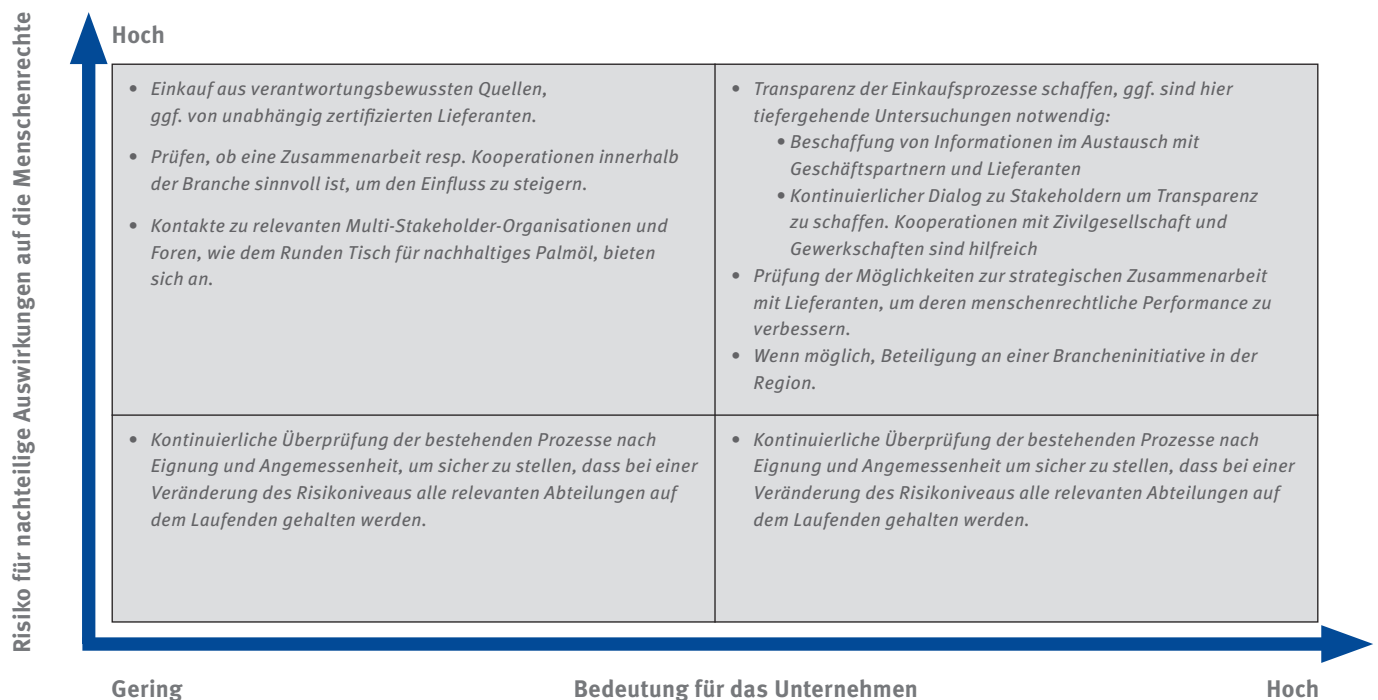 Risiko für nachteilige Auswirkungen auf die Menschenrechte
Hoch
• Einkauf aus verantwortungsbewussten Quellen,
ggf. von unabhängig zertifizierten Lieferanten.
• Prüfen, ob eine Zusammenarbeit resp. Kooperationen innerhalb
der Branche sinnvoll ist, um den Einfluss zu steigern.
• Kontakte zu relevanten Multi-Stakeholder-Organisationen und
Foren, wie dem Runden Tisch für nachhaltiges Palmöl, bieten
sich an.
• Transparenz der Einkaufsprozesse schaffen, ggf. sind hier
tiefergehende Untersuchungen notwendig:
• Beschaffung von Informationen im Austausch mit
Geschäftspartnern und Lieferanten
• Kontinuierlicher Dialog zu Stakeholdern um Transparenz
zu schaffen. Kooperationen mit Zivilgesellschaft und
Gewerkschaften sind hilfreich
• Prüfung der Möglichkeiten zur strategischen Zusammenarbeit
mit Lieferanten, um deren menschenrechtliche Performance zu
verbessern.
• Wenn möglich, Beteiligung an einer Brancheninitiative in der
Region.
• Kontinuierliche Überprüfung der bestehenden Prozesse nach
Eignung und Angemessenheit, um sicher zu stellen, dass bei einer
Veränderung des Risikoniveaus alle relevanten Abteilungen auf
dem Laufenden gehalten werden.
• Kontinuierliche Überprüfung der bestehenden Prozesse nach
Eignung und Angemessenheit um sicher zu stellen, dass bei einer
Veränderung des Risikoniveaus alle relevanten Abteilungen auf
dem Laufenden gehalten werden.
Gering
Bedeutung für das Unternehmen
Hoch